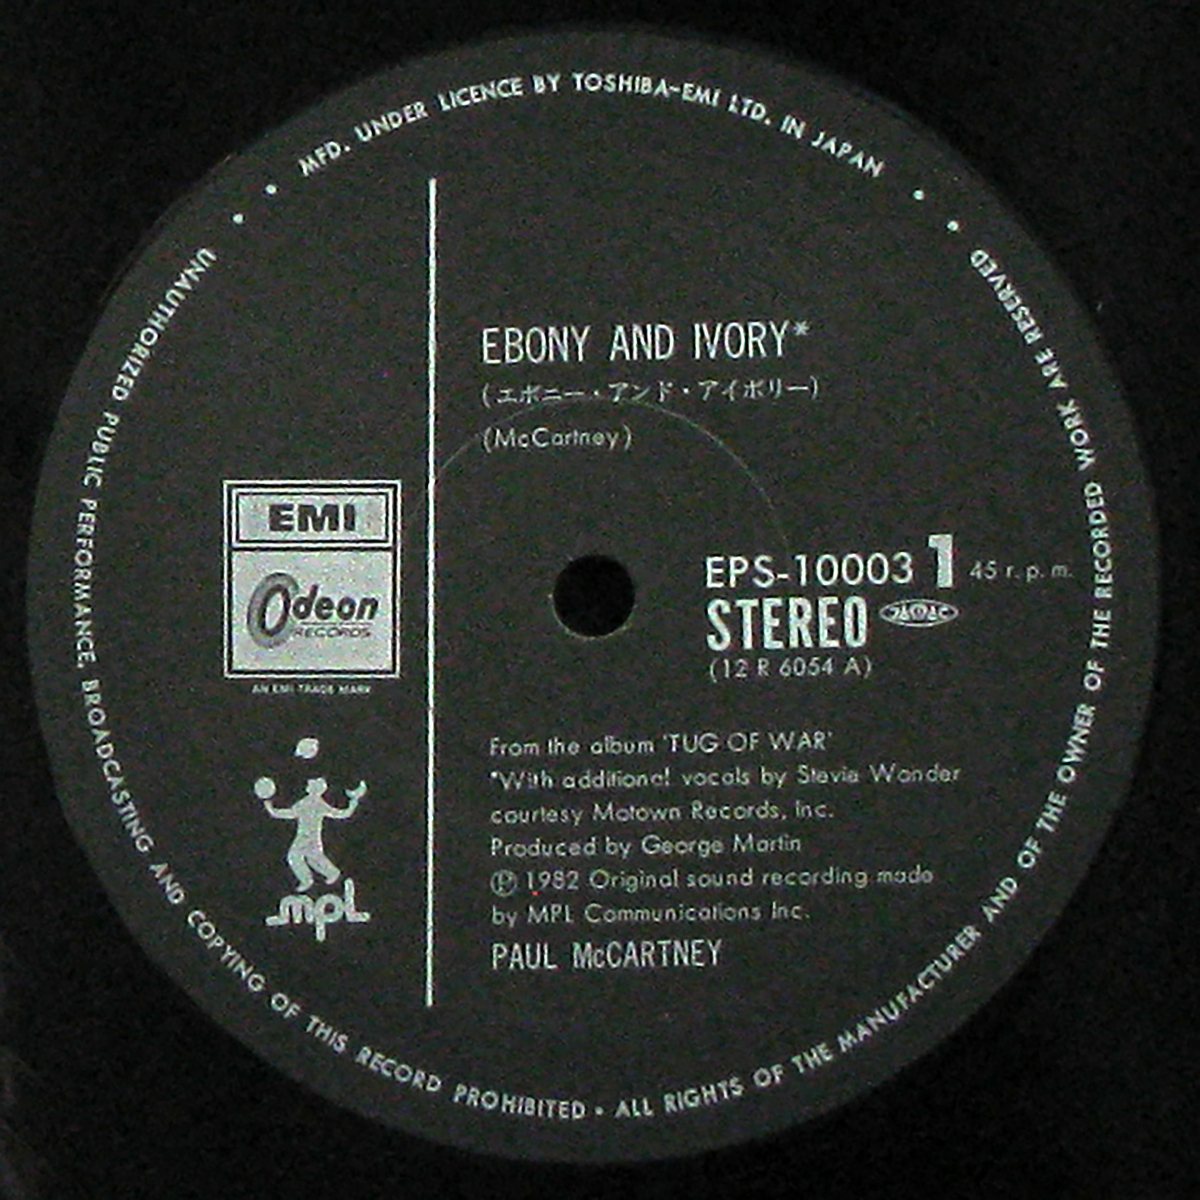 MFD. UNDER LICENCE BY TOSHIBA-EMI LTD. IN JAPAN
EBONY AND IVORY*
(エボニー・アンド・アイボリー)
(McCartney)
EMI
Odeon
RECORDS
AN EMI TRADE MARK
mpl
EPS-10003 1 45 r.p.m.
STEREO
(12 R 6054 A)
From the album 'TUG OF WAR'
*With additional vocals by Stevie Wonder
courtesy Motown Records, Inc.
Produced by George Martin
Ⓟ 1982 Original sound recording made
by MPL Communications Inc.
PAUL McCARTNEY
UNAUTHORIZED PUBLIC PERFORMANCE, BROADCASTING AND COPYING OF THIS RECORD PROHIBITED • ALL RIGHTS OF THE MANUFACTURER AND OF THE OWNER OF THE RECORDED WORK ARE RESERVED